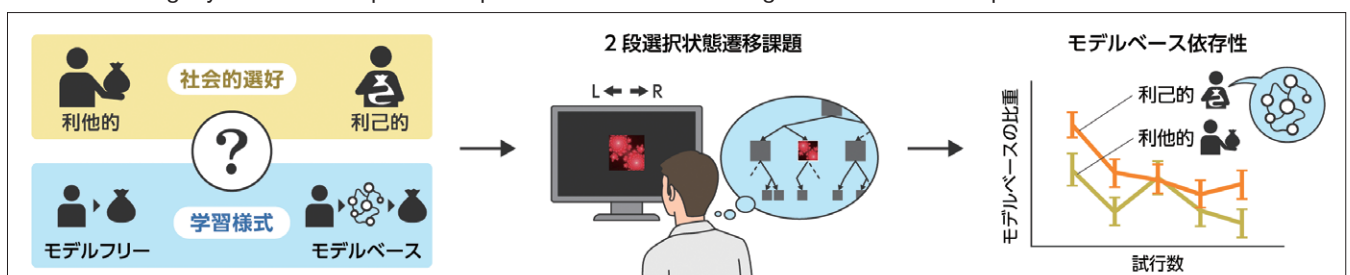 社会的選好
利他的
利己的
?
学習様式
モデルフリー
モデルベース
2段選択状態遷移課題
L R
モデルベース依存性
モデルベースの比重
利己的
利他的
試行数